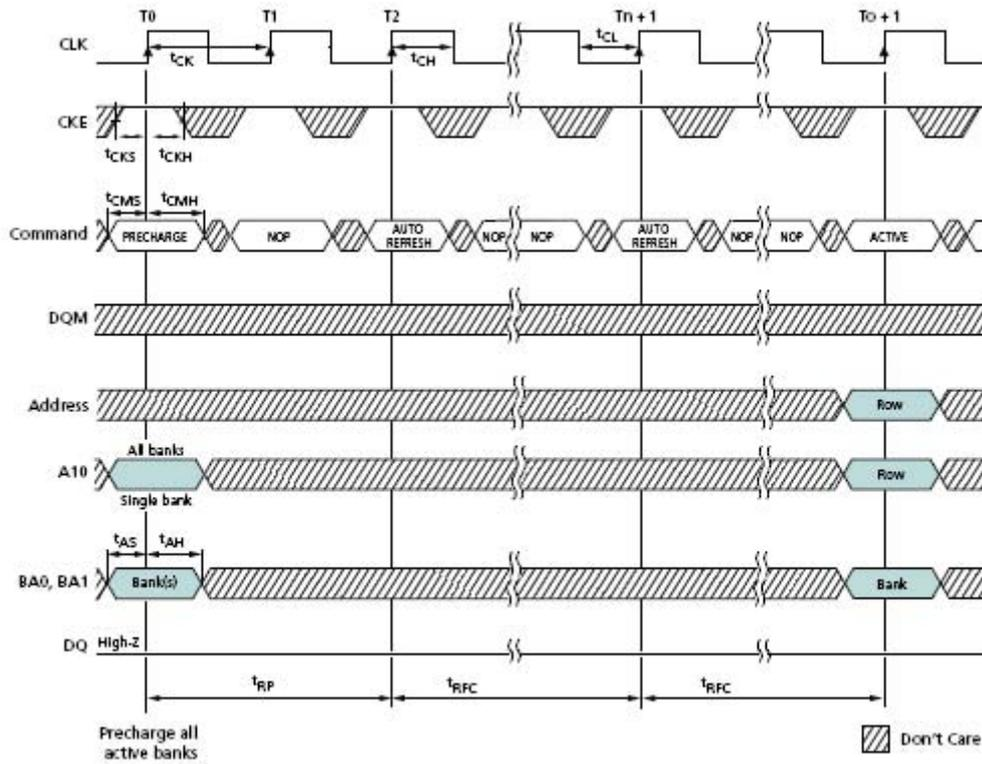 T0 T1 T2 Tn + 1 To + 1
CLK
tCK tCH tCL
CKE
tCKS tCKH
tCMS tCMH
Command PRECHARGE NOP AUTO REFRESH NOP NOP AUTO REFRESH NOP NOP ACTIVE
DQM
Address Row
All banks
A10 Row
Single bank
tAS tAH
BA0, BA1 Bank(s) Bank
DQ High-Z
tRP tRFC tRFC
Precharge all
active banks
Don't Care